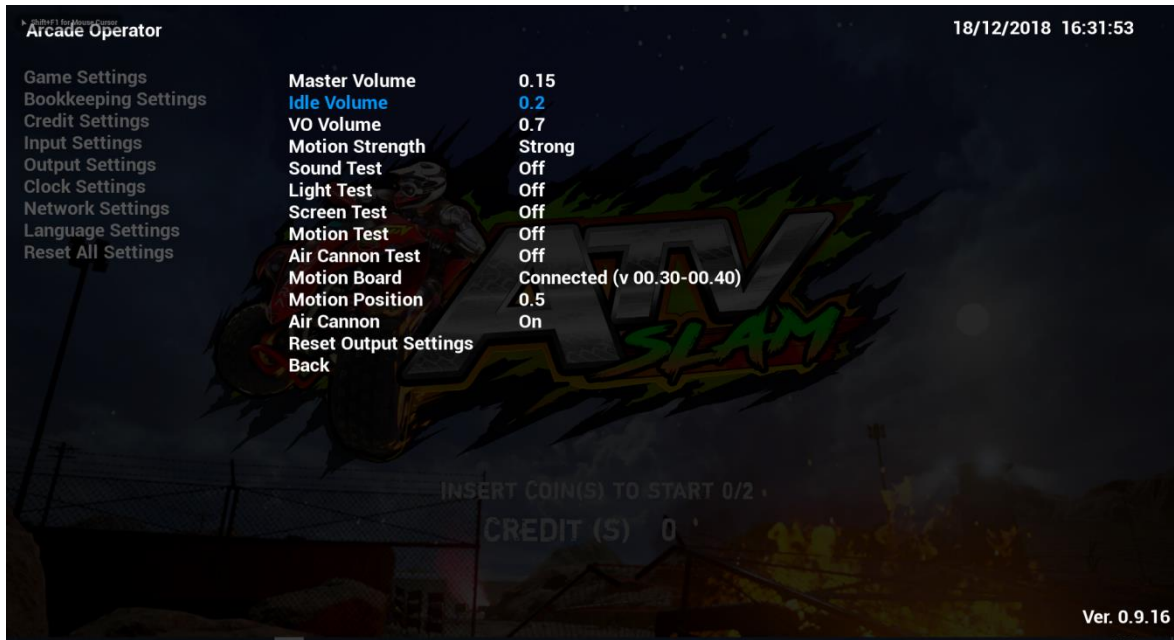 Shift+F1 for Mouse Cursor
Arcade Operator
18/12/2018 16:31:53
Game Settings
Bookkeeping Settings
Credit Settings
Input Settings
Output Settings
Clock Settings
Network Settings
Language Settings
Reset All Settings
Master Volume 0.15
Idle Volume 0.2
VO Volume 0.7
Motion Strength Strong
Sound Test Off
Light Test Off
Screen Test Off
Motion Test Off
Air Cannon Test Off
Motion Board Connected (v 00.30-00.40)
Motion Position 0.5
Air Cannon On
Reset Output Settings
Back
ATV
SLAM
INSERT COIN(S) TO START 0/2
CREDIT (S) 0
Ver. 0.9.16